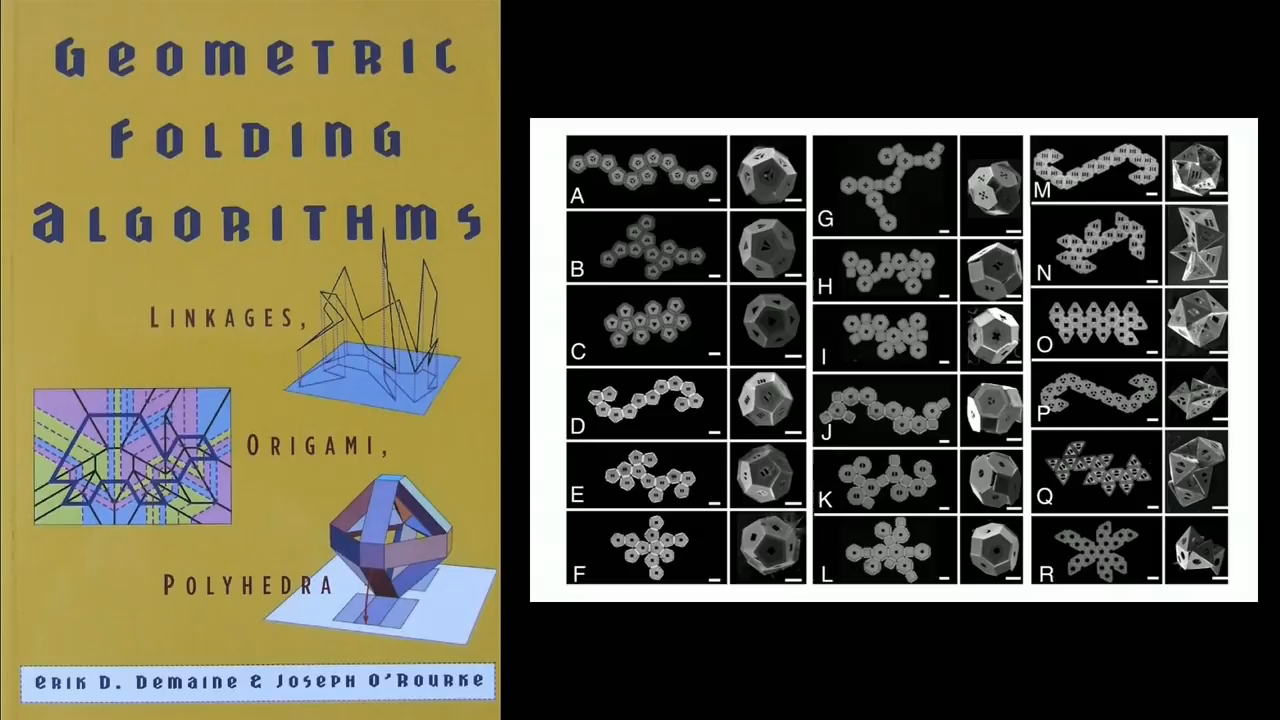 GEOMETRIC
FOLDING
ALGORITHMS
LINKAGES,
ORIGAMI,
POLYHEDRA
ERIK D. DEMAINE & JOSEPH O'ROURKE
A
B
C
D
E
F
G
H
I
J
K
L
M
N
O
P
Q
R